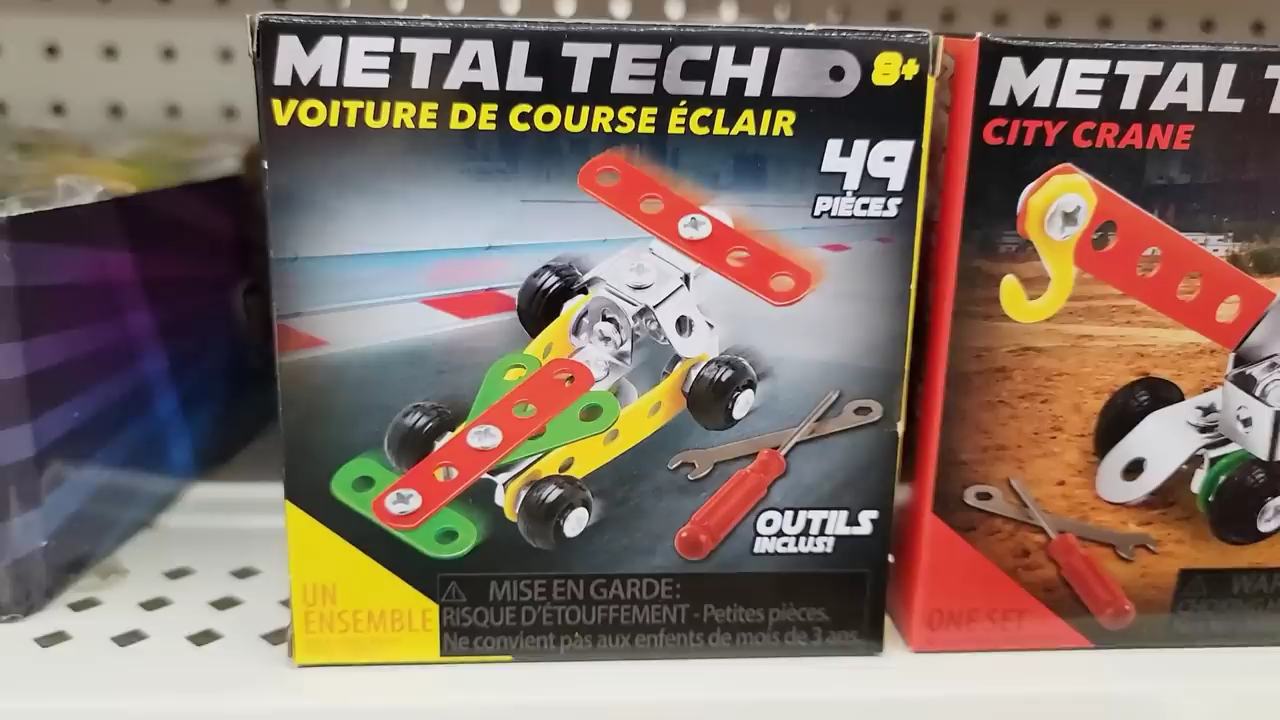 METAL TECH 8+
VOITURE DE COURSE ÉCLAIR
49
PIÈCES
OUTILS
INCLUS!
UN
ENSEMBLE
MISE EN GARDE:
RISQUE D'ÉTOUFFEMENT - Petites pièces.
Ne convient pas aux enfants de mois de 3 ans
METAL T
CITY CRANE
ONE SET
WAR